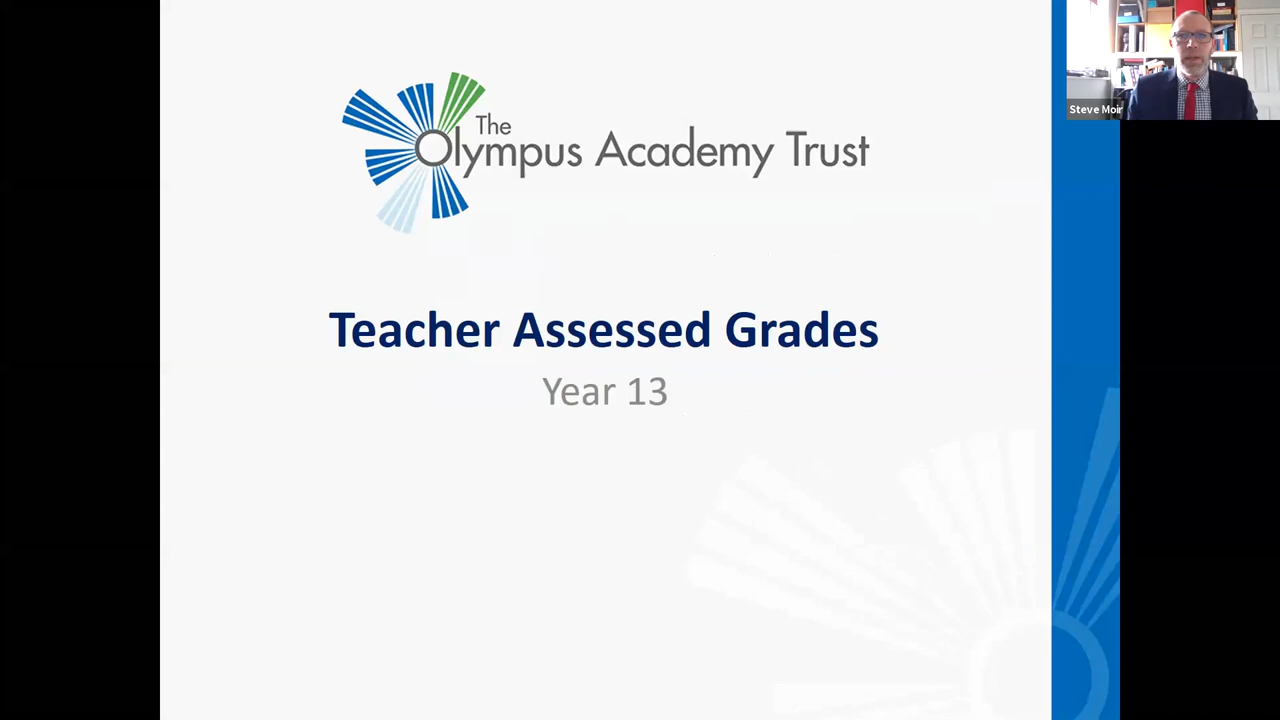 The
Olympus Academy Trust
Teacher Assessed Grades
Year 13
Steve Moir